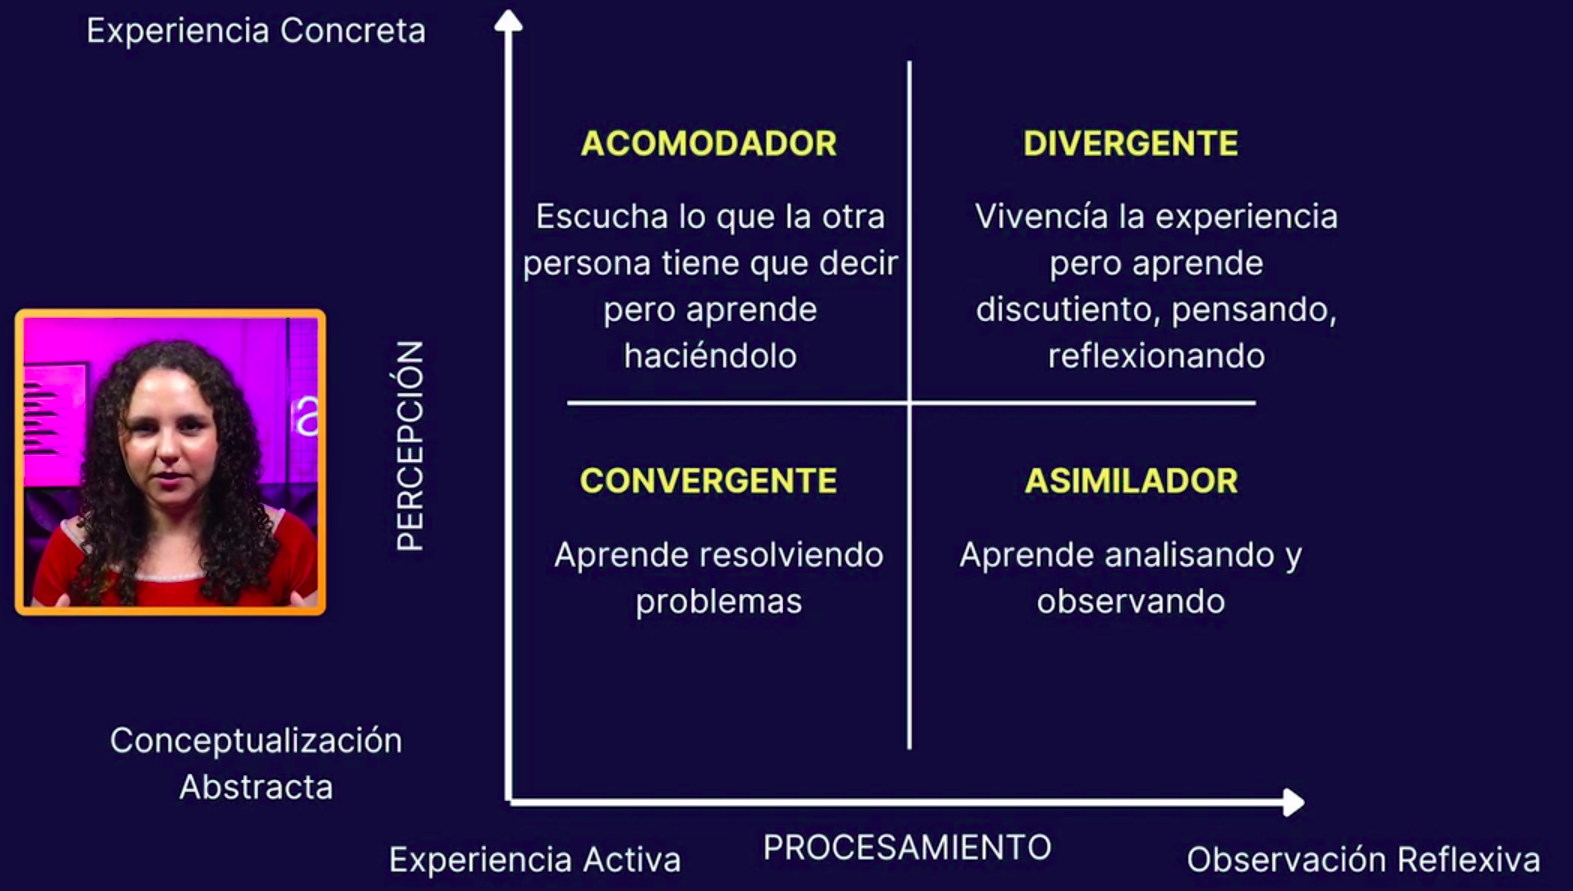 Experiencia Concreta
ACOMODADOR
Escucha lo que la otra
persona tiene que decir
pero aprende
haciéndolo
DIVERGENTE
Vivencía la experiencia
pero aprende
discutiento, pensando,
reflexionando
PERCEPCIÓN
CONVERGENTE
Aprende resolviendo
problemas
ASIMILADOR
Aprende analisando y
observando
Conceptualización
Abstracta
Experiencia Activa
PROCESAMIENTO
Observación Reflexiva